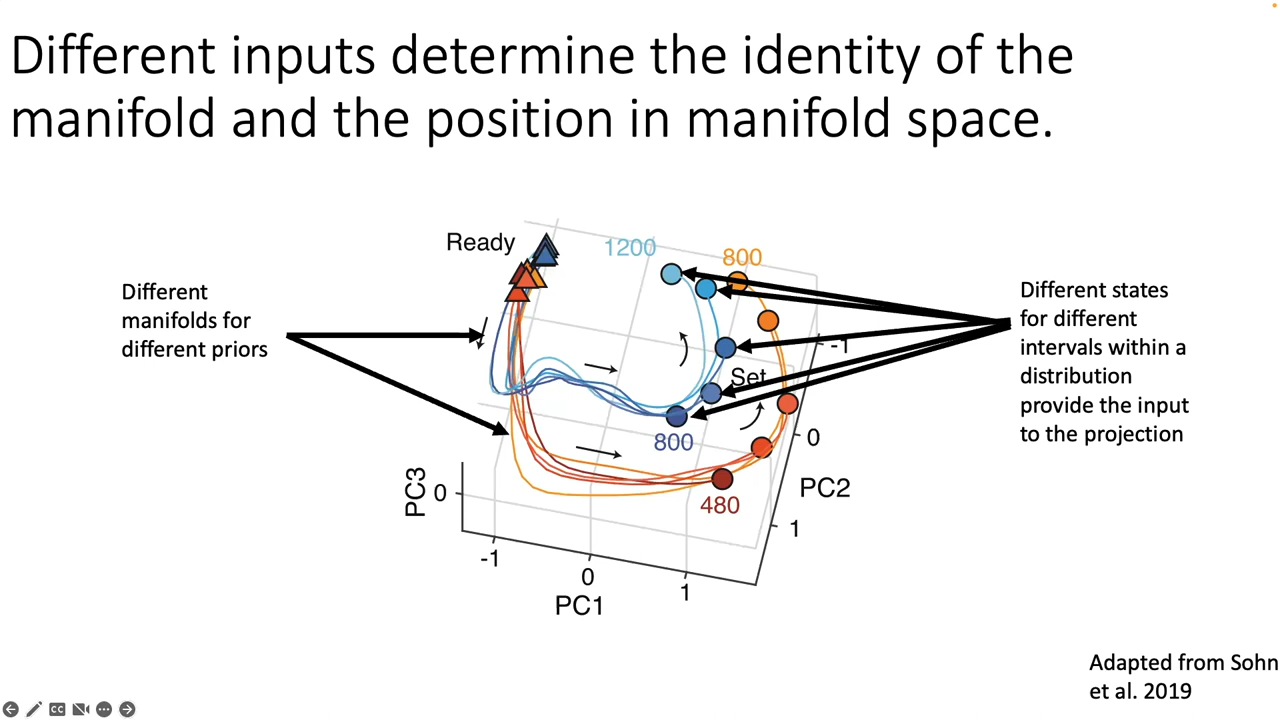 Different inputs determine the identity of the
manifold and the position in manifold space.
Ready
1200
800
Different
manifolds for
different priors
Different states
for different
intervals within a
distribution
provide the input
to the projection
-1
Set
800
0
PC3
0
480
PC2
1
-1
0
1
PC1
Adapted from Sohn
et al. 2019
CC